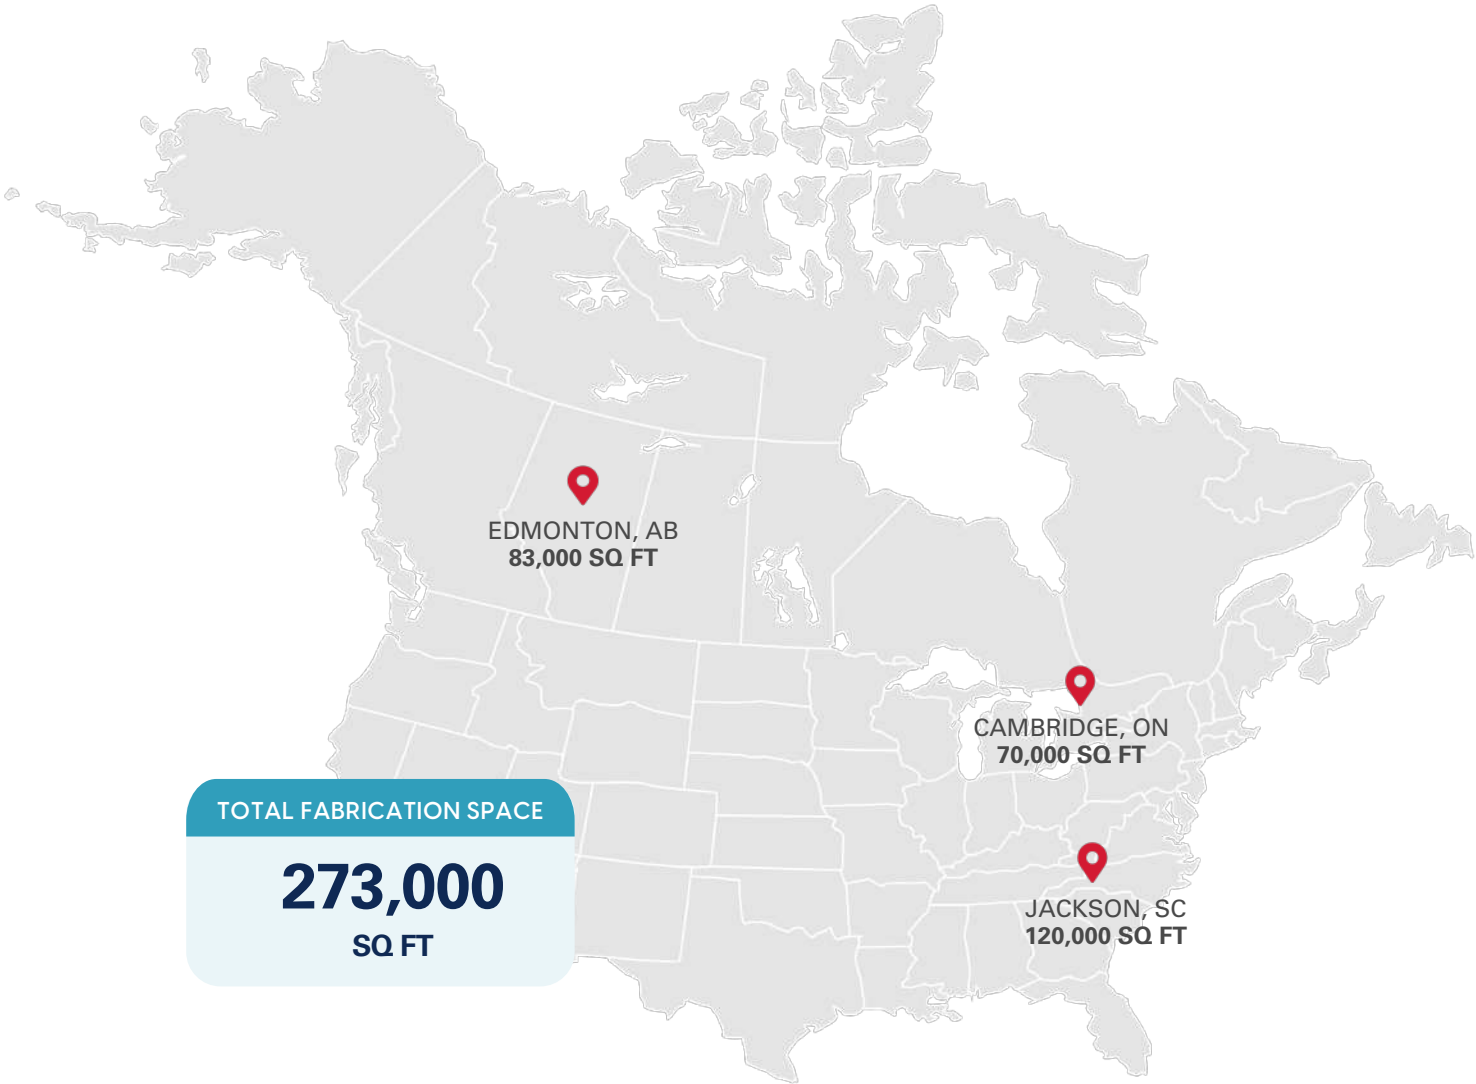 EDMONTON, AB
83,000 SQ FT
CAMBRIDGE, ON
70,000 SQ FT
TOTAL FABRICATION SPACE
273,000
SQ FT
JACKSON, SC
120,000 SQ FT